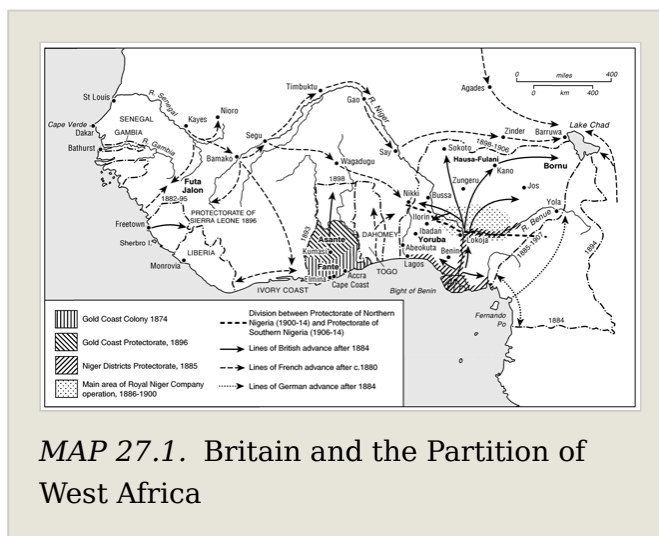 Timbuktu
Agades
0 miles 400
0 km 400
St Louis
R. Senegal
Nioro
Gao
R. Niger
Cape Verde
Dakar
SENEGAL
GAMBIA
Kayes
Segu
Zinder
Barruwa
Lake Chad
Bathurst
R. Gambia
Bamako
Say
Sokoto
1898-1906
Hausa-Fulani
Kano
Bornu
Wagadugu
Futa
Jalon
1898
Zungeru
Jos
1882-95
Nikki
Bussa
Yola
PROTECTORATE OF
SIERRA LEONE 1896
Ilorin
R. Benue
Freetown
Sherbro I.
LIBERIA
1893
Asante
Kumasi
DAHOMEY
Ibadan
Yoruba
Abeokuta
Lokoja
Benin
1885-1907
1894
Monrovia
Fante
Elmina
Accra
Cape Coast
TOGO
Lagos
IVORY COAST
Bight of Benin
Fernando
Po
1884
Gold Coast Colony 1874
Gold Coast Protectorate, 1896
Niger Districts Protectorate, 1885
Main area of Royal Niger Company
operation, 1886-1900
Division between Protectorate of Northern
Nigeria (1900-14) and Protectorate of
Southern Nigeria (1906-14)
Lines of British advance after 1884
Lines of French advance after c.1880
Lines of German advance after 1884
MAP 27.1. Britain and the Partition of
West Africa